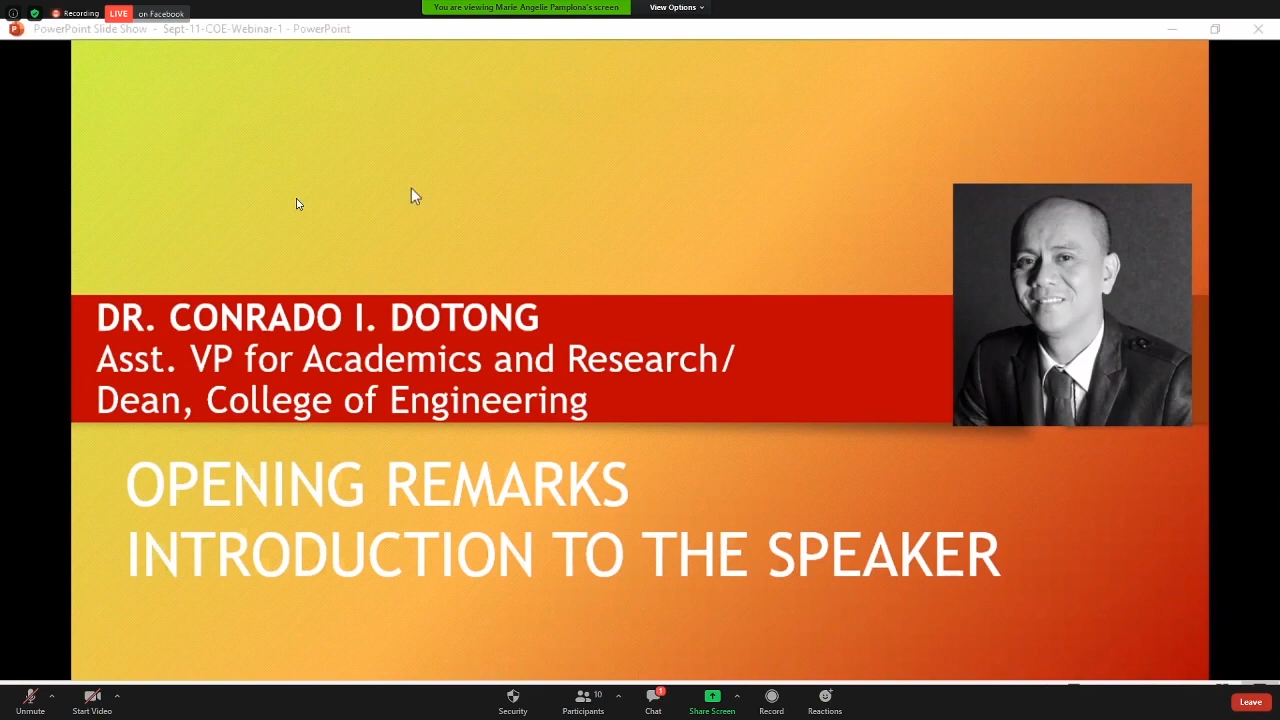 Recording
LIVE
on Facebook
You are viewing Marie Angelie Pamplona's screen
View Options
PowerPoint Slide Show - Sept-11-COE-Webinar-1 - PowerPoint
DR. CONRADO I. DOTONG
Asst. VP for Academics and Research/
Dean, College of Engineering
OPENING REMARKS
INTRODUCTION TO THE SPEAKER
Unmute
Start Video
Security
Participants
10
Chat
1
Share Screen
Record
Reactions
Leave